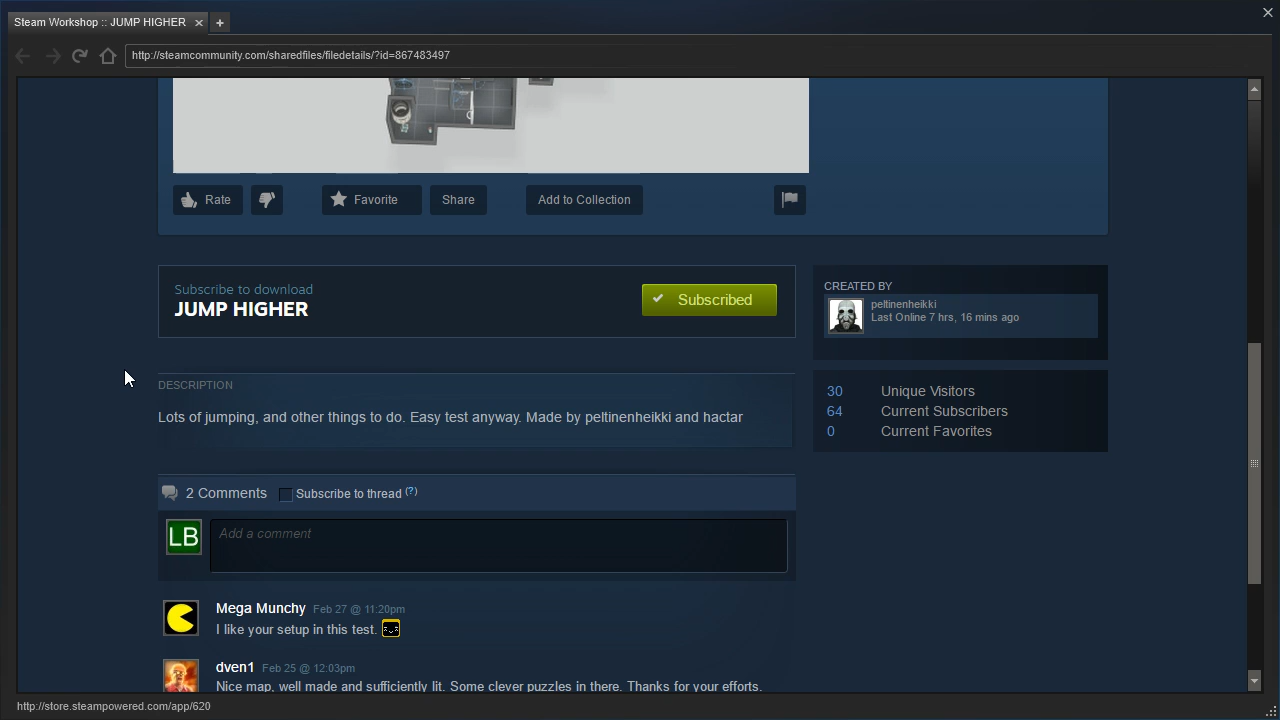 Steam Workshop :: JUMP HIGHER
http://steamcommunity.com/sharedfiles/filedetails/?id=867483497
Rate
Favorite
Share
Add to Collection
Subscribe to download
JUMP HIGHER
Subscribed
CREATED BY
peltinenheikki
Last Online 7 hrs, 16 mins ago
DESCRIPTION
Lots of jumping, and other things to do. Easy test anyway. Made by peltinenheikki and hactar
30 Unique Visitors
64 Current Subscribers
0 Current Favorites
2 Comments Subscribe to thread (?)
LB
Add a comment
Mega Munchy Feb 27 @ 11:20pm
I like your setup in this test.
dven1 Feb 25 @ 12:03pm
Nice map, well made and sufficiently lit. Some clever puzzles in there. Thanks for your efforts.
http://store.steampowered.com/app/620